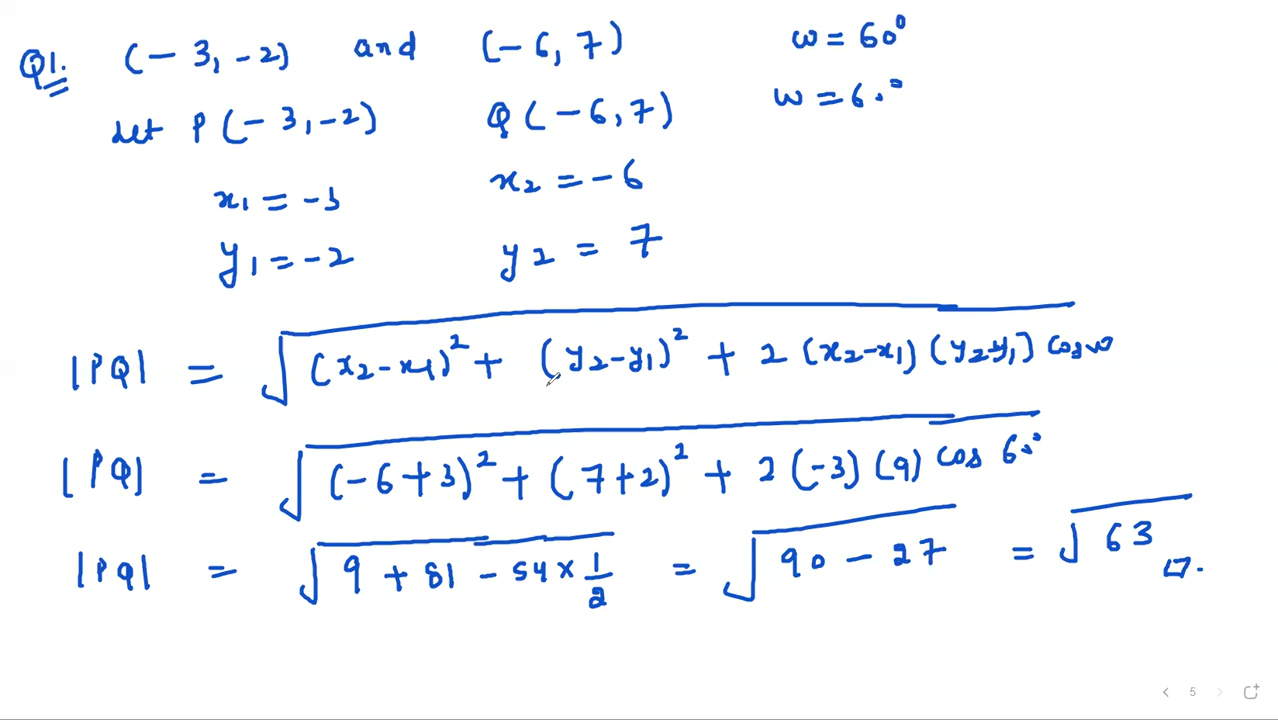 Q1. (-3, -2) and (-6, 7) w = 60°
Let P(-3, -2) Q(-6, 7) w = 60°
x₁ = -3 x₂ = -6
y₁ = -2 y₂ = 7
|PQ| = √((x₂-x₁)² + (y₂-y₁)² + 2(x₂-x₁)(y₂-y₁) cos w)
|PQ| = √((-6+3)² + (7+2)² + 2(-3)(9) cos 60°)
|PQ| = √(9 + 81 - 54 × 1/2) = √(90 - 27) = √63
5